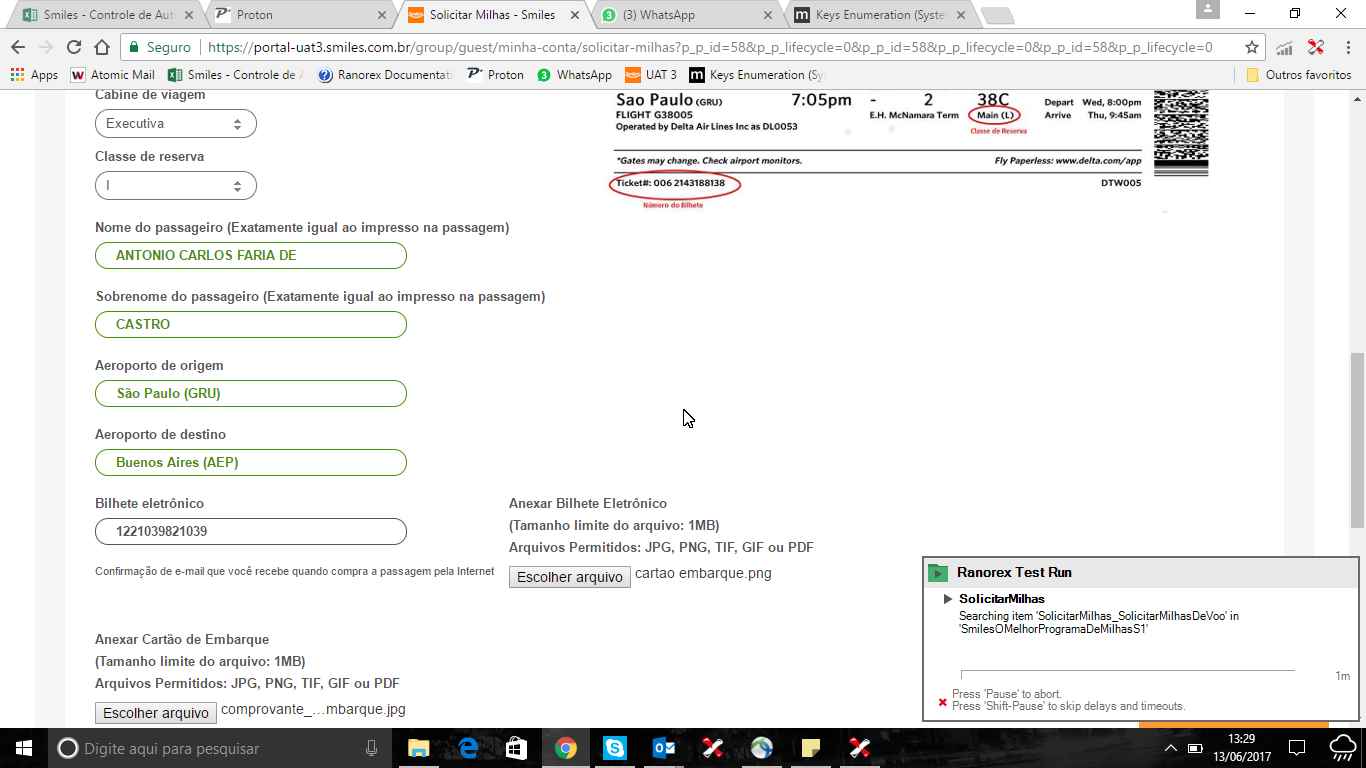 Smiles - Controle de Aut
Proton
Solicitar Milhas - Smiles
(3) WhatsApp
Keys Enumeration (Syste
Seguro
https://portal-uat3.smiles.com.br/group/guest/minha-conta/solicitar-milhas?p_p_id=58&p_p_lifecycle=0&p_p_id=58&p_p_lifecycle=0&p_p_id=58&p_p_lifecycle=0
Apps
Atomic Mail
Smiles - Controle de A
Ranorex Documentati
Proton
WhatsApp
UAT 3
Keys Enumeration (Sy
Outros favoritos
Cabine de viagem
Executiva
Classe de reserva
I
Sao Paulo (GRU) 7:05pm - 2 38C Depart Wed, 8:00pm
FLIGHT G38005 E.H. McNamara Term Main (L) Arrive Thu, 9:45am
Operated by Delta Air Lines Inc as DL0053
Classe de Reserva
*Gates may change. Check airport monitors. Fly Paperless: www.delta.com/app
Ticket#: 006 2143188138 DTW005
Número do Bilhete
Nome do passageiro (Exatamente igual ao impresso na passagem)
ANTONIO CARLOS FARIA DE
Sobrenome do passageiro (Exatamente igual ao impresso na passagem)
CASTRO
Aeroporto de origem
São Paulo (GRU)
Aeroporto de destino
Buenos Aires (AEP)
Bilhete eletrônico
1221039821039
Confirmação de e-mail que você recebe quando compra a passagem pela Internet
Anexar Bilhete Eletrônico
(Tamanho limite do arquivo: 1MB)
Arquivos Permitidos: JPG, PNG, TIF, GIF ou PDF
Escolher arquivo cartao embarque.png
Anexar Cartão de Embarque
(Tamanho limite do arquivo: 1MB)
Arquivos Permitidos: JPG, PNG, TIF, GIF ou PDF
Escolher arquivo comprovante_...mbarque.jpg
Ranorex Test Run
SolicitarMilhas
Searching item 'SolicitarMilhas_SolicitarMilhasDeVoo' in
'SmilesOMelhorProgramaDeMilhasS1'
1m
Press 'Pause' to abort.
Press 'Shift-Pause' to skip delays and timeouts.
Digite aqui para pesquisar
13:29
13/06/2017